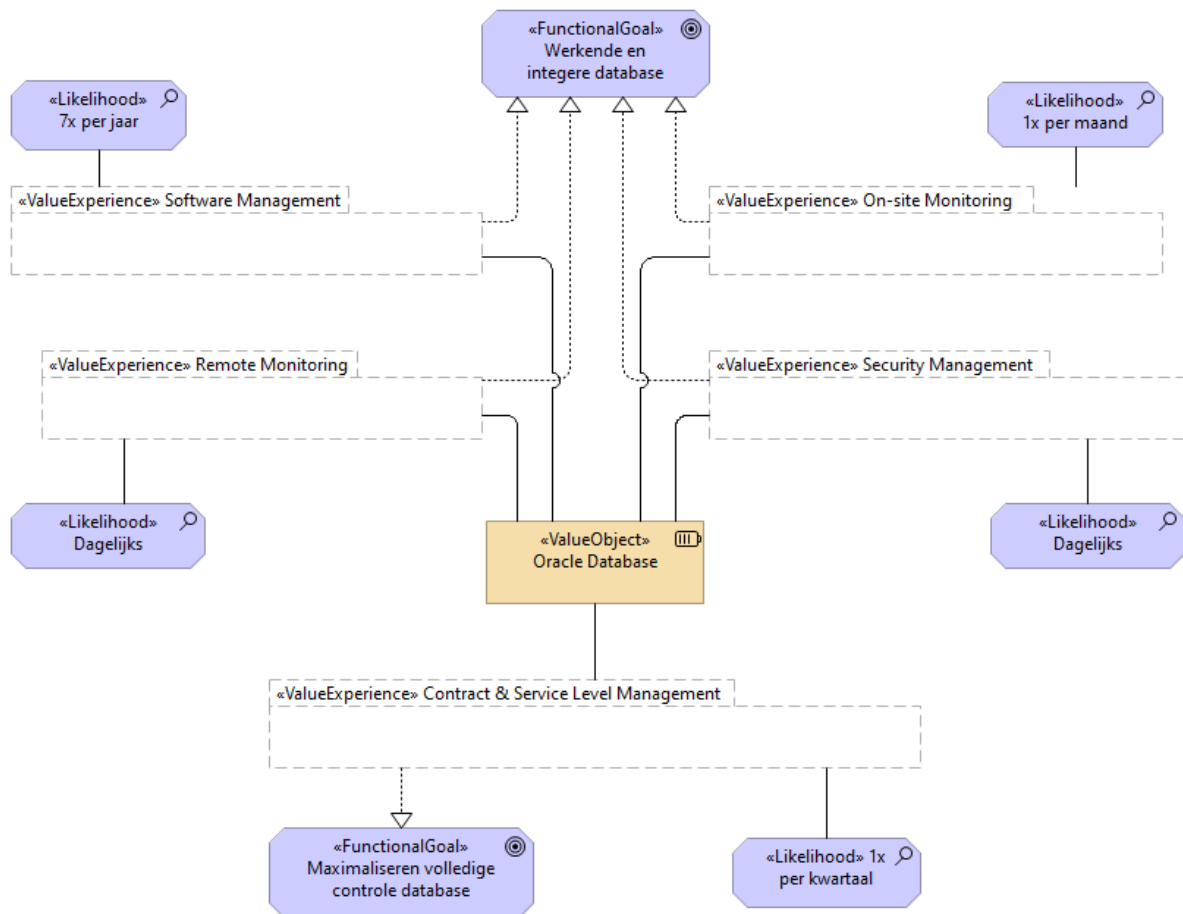 «FunctionalGoal»
Werkende en
integere database
«Likelihood»
7x per jaar
«Likelihood»
1x per maand
«ValueExperience» Software Management
«ValueExperience» On-site Monitoring
«ValueExperience» Remote Monitoring
«ValueExperience» Security Management
«Likelihood»
Dagelijks
«ValueObject»
Oracle Database
«Likelihood»
Dagelijks
«ValueExperience» Contract & Service Level Management
«FunctionalGoal»
Maximaliseren volledige
controle database
«Likelihood» 1x
per kwartaal